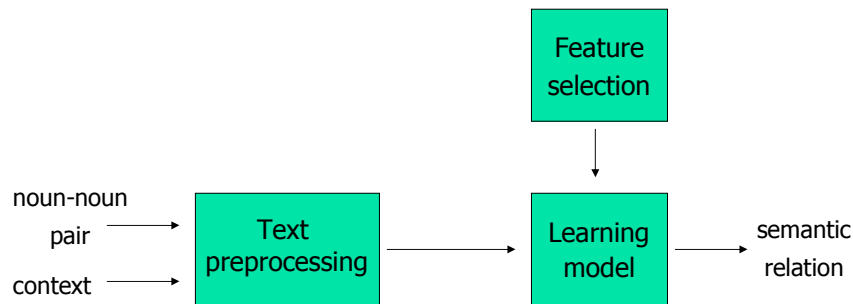 Feature
selection
noun-noun
pair
context
Text
preprocessing
Learning
model
semantic
relation